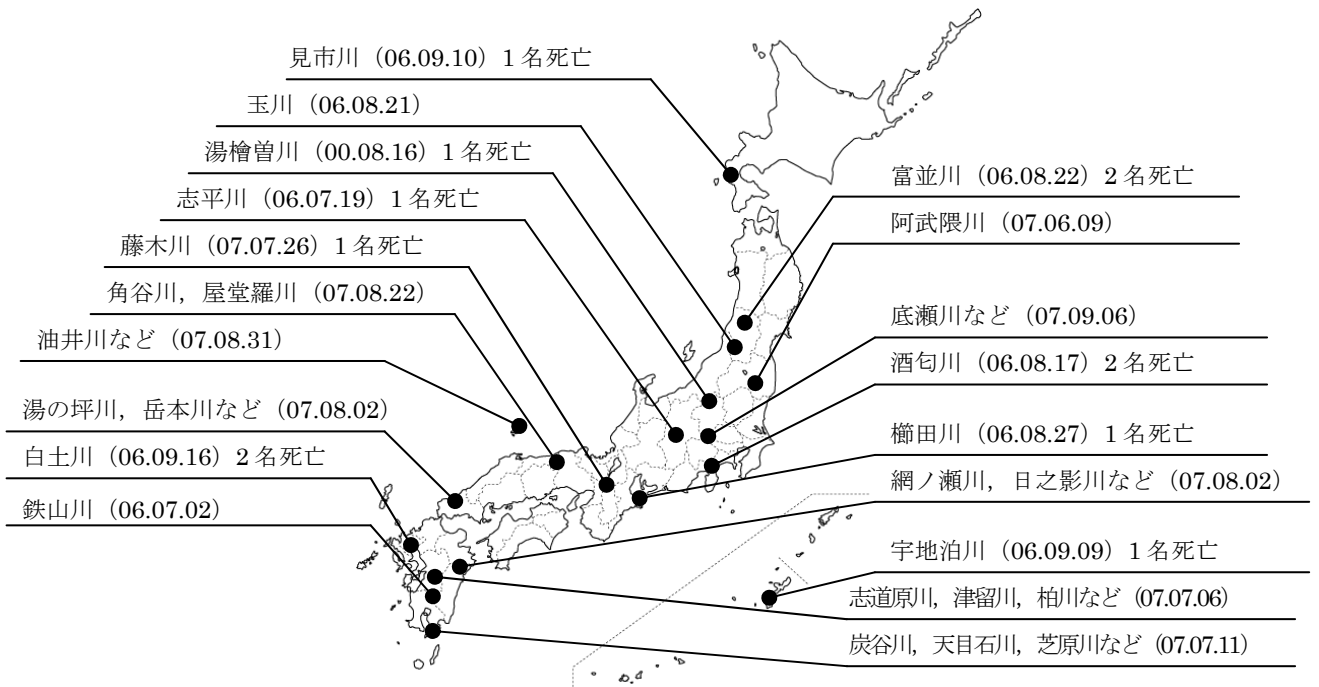 見市川（06.09.10）1名死亡
玉川（06.08.21）
湯檜曽川（00.08.16）1名死亡
志平川（06.07.19）1名死亡
藤木川（07.07.26）1名死亡
角谷川，屋堂羅川（07.08.22）
油井川など（07.08.31）
湯の坪川，岳本川など（07.08.02）
白土川（06.09.16）2名死亡
鉄山川（06.07.02）
富並川（06.08.22）2名死亡
阿武隈川（07.06.09）
底瀬川など（07.09.06）
酒匂川（06.08.17）2名死亡
櫛田川（06.08.27）1名死亡
網ノ瀬川，日之影川など（07.08.02）
宇地泊川（06.09.09）1名死亡
志道原川，津留川，柏川など（07.07.06）
炭谷川，天目石川，芝原川など（07.07.11）